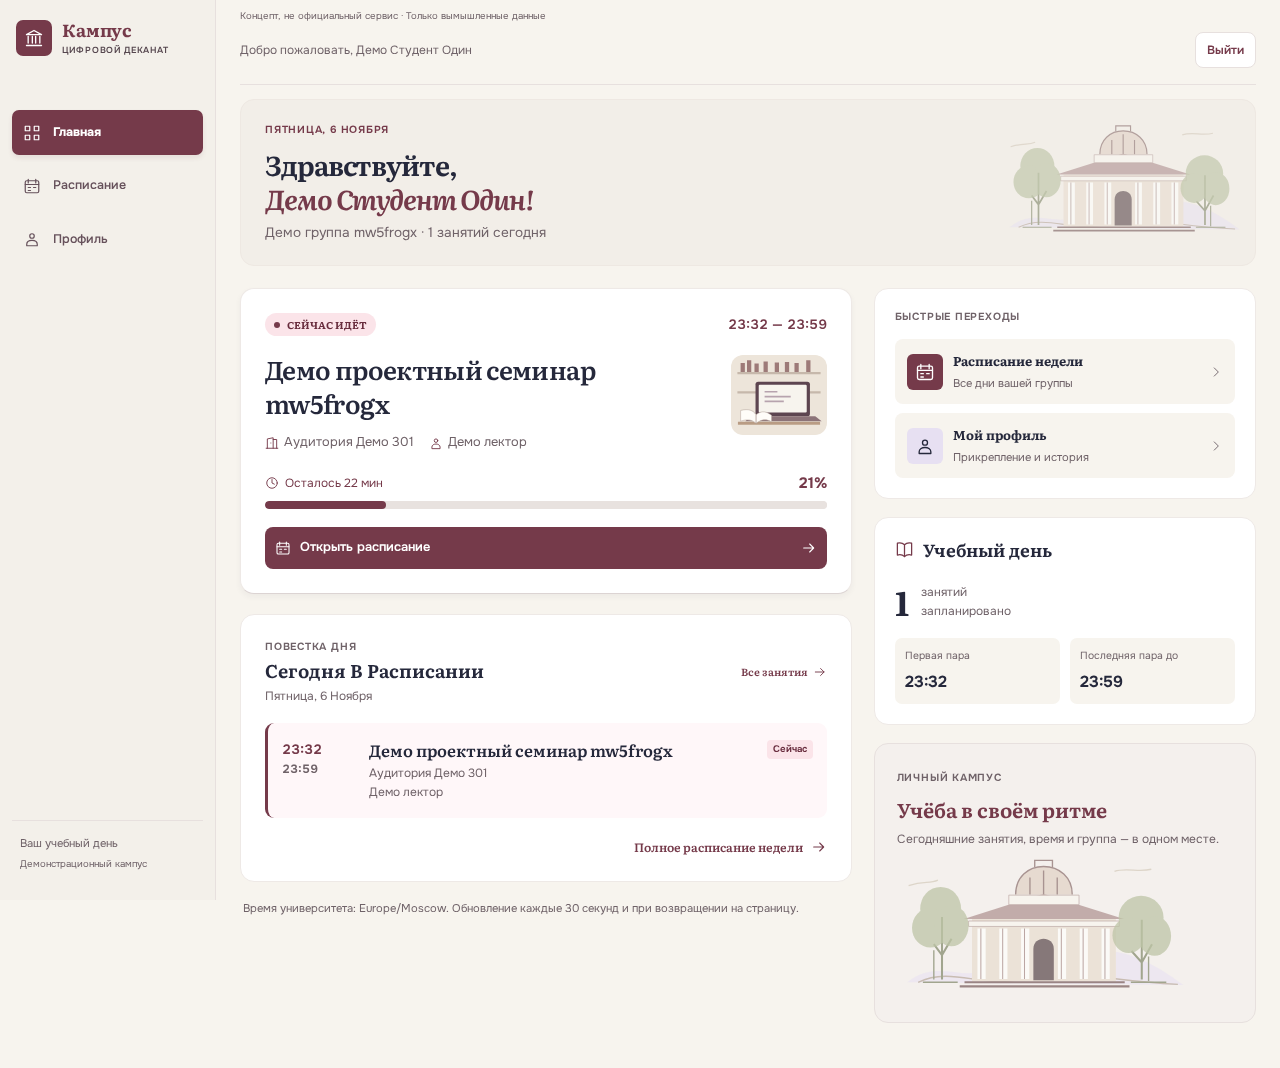 Кампус
ЦИФРОВОЙ ДЕКАНАТ
Главная
Расписание
Профиль
Ваш учебный день
Демонстрационный кампус
Концепт, не официальный сервис · Только вымышленные данные
Добро пожаловать, Демо Студент Один
Выйти
ПЯТНИЦА, 6 НОЯБРЯ
Здравствуйте,
Демо Студент Один!
Демо группа mw5frogx · 1 занятий сегодня
СЕЙЧАС ИДЁТ
23:32 — 23:59
Демо проектный семинар
mw5frogx
Аудитория Демо 301
Демо лектор
Осталось 22 мин
21%
Открыть расписание
ПОВЕСТКА ДНЯ
Сегодня В Расписании
Все занятия
Пятница, 6 Ноября
23:32
23:59
Демо проектный семинар mw5frogx
Сейчас
Аудитория Демо 301
Демо лектор
Полное расписание недели
Время университета: Europe/Moscow. Обновление каждые 30 секунд и при возвращении на страницу.
БЫСТРЫЕ ПЕРЕХОДЫ
Расписание недели
Все дни вашей группы
Мой профиль
Прикрепление и история
Учебный день
1
занятий
запланировано
Первая пара
23:32
Последняя пара до
23:59
ЛИЧНЫЙ КАМПУС
Учёба в своём ритме
Сегодняшние занятия, время и группа — в одном месте.